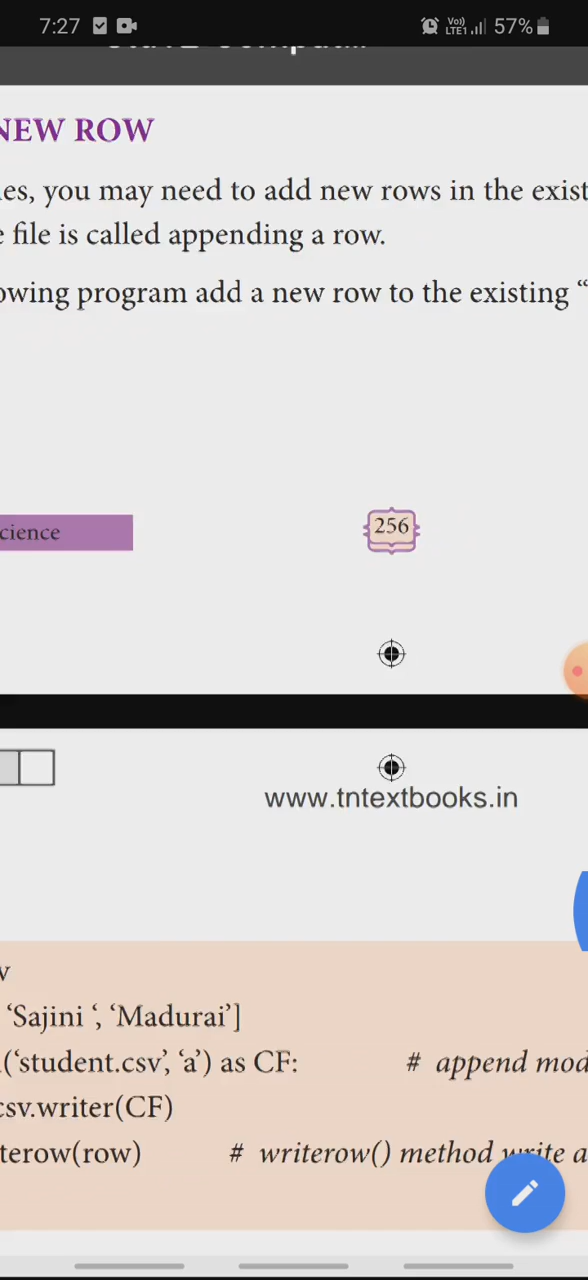 7:27 Vo)) LTE1 57%
NEW ROW
es, you may need to add new rows in the exist
e file is called appending a row.
owing program add a new row to the existing “
cience
256
www.tntextbooks.in
v
‘Sajini ‘, ‘Madurai’]
(‘student.csv’, ‘a’) as CF: # append mod
csv.writer(CF)
terow(row) # writerow() method write a